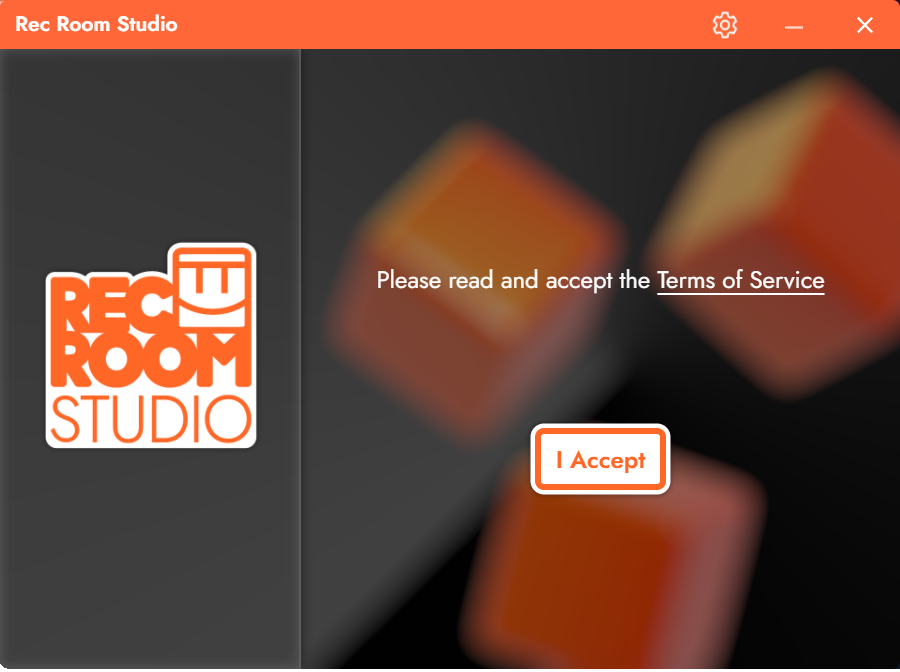 Rec Room Studio
REC
ROOM
STUDIO
Please read and accept the Terms of Service
I Accept